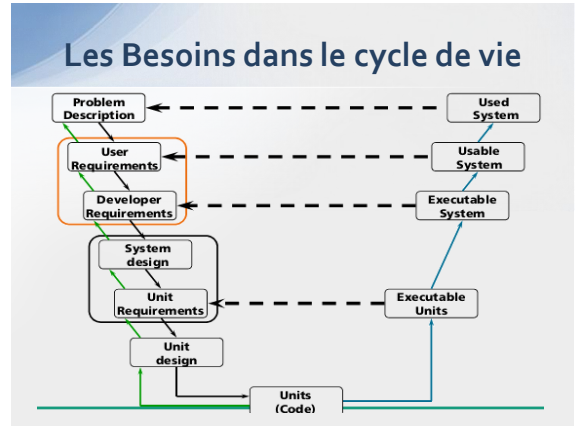 Les Besoins dans le cycle de vie
Problem
Description
Used
System
User
Requirements
Usable
System
Developer
Requirements
Executable
System
System
design
Unit
Requirements
Executable
Units
Unit
design
Units
(Code)